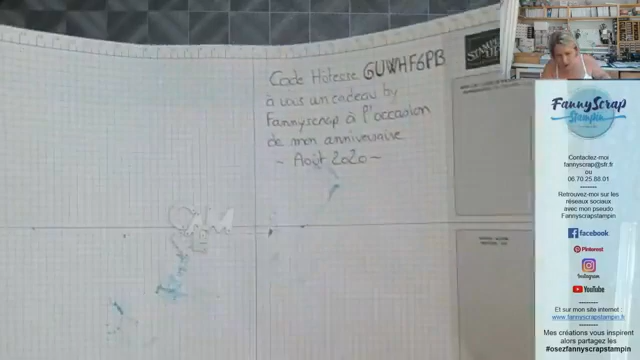 Code Hôtesse GUWHF6PB
à vous un cadeau by
Fannyscrap à l'occasion
de mon anniversaire
~ Août 2020 ~
FannyScrap
Stampin
Contactez-moi
fannyscrap@sfr.fr
ou
06.70.25.88.01
Retrouvez-moi sur les
réseaux sociaux
avec mon pseudo
Fannyscrapstampin
facebook
Pinterest
Instagram
YouTube
Et sur mon site internet :
www.fannyscrapstampin.fr
Mes créations vous inspirent
alors partagez les
#osezfannyscrapstampin